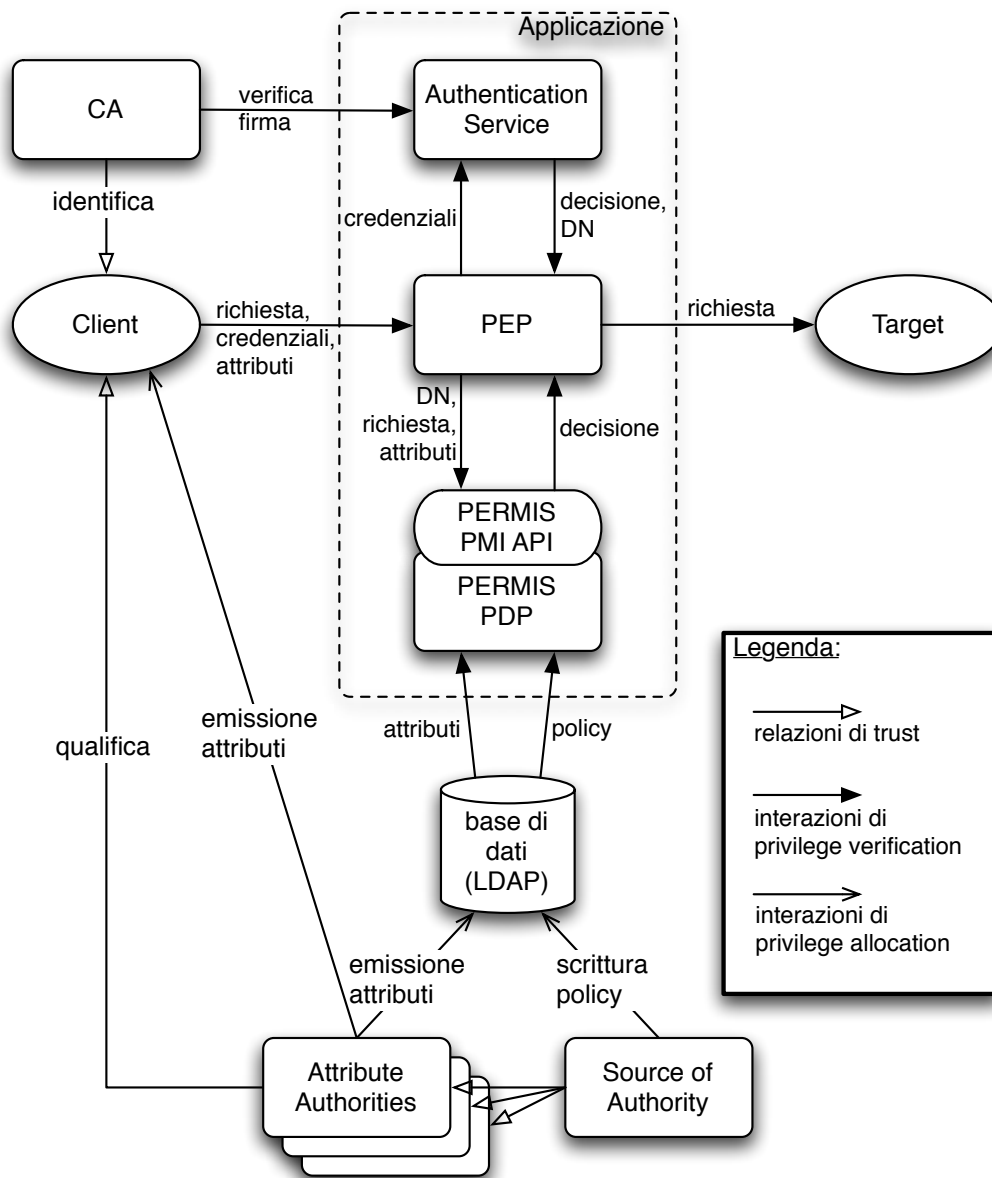 Applicazione
CA
verifica
firma
Authentication
Service
identifica
credenziali
decisione,
DN
Client
richiesta,
credenziali,
attributi
PEP
richiesta
Target
DN,
richiesta,
attributi
decisione
PERMIS
PMI API
PERMIS
PDP
Legenda:
relazioni di trust
interazioni di
privilege verification
interazioni di
privilege allocation
qualifica
emissione
attributi
attributi
policy
base di
dati
(LDAP)
emissione
attributi
scrittura
policy
Attribute
Authorities
Source of
Authority